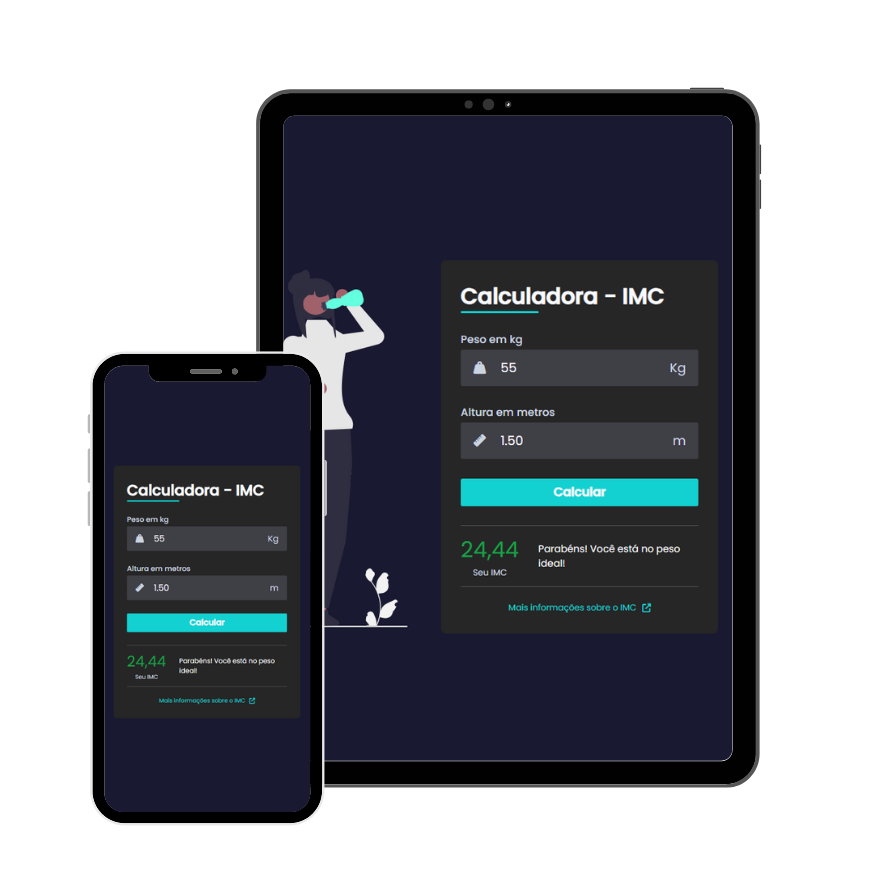 Calculadora - IMC
Peso em kg
55 Kg
Altura em metros
1.50 m
Calcular
24,44 Parabéns! Você está no peso
ideal!
Seu IMC
Mais informações sobre o IMC
Calculadora - IMC
Peso em kg
55 Kg
Altura em metros
1.50 m
Calcular
24,44 Parabéns! Você está no peso
ideal!
Seu IMC
Mais informações sobre o IMC